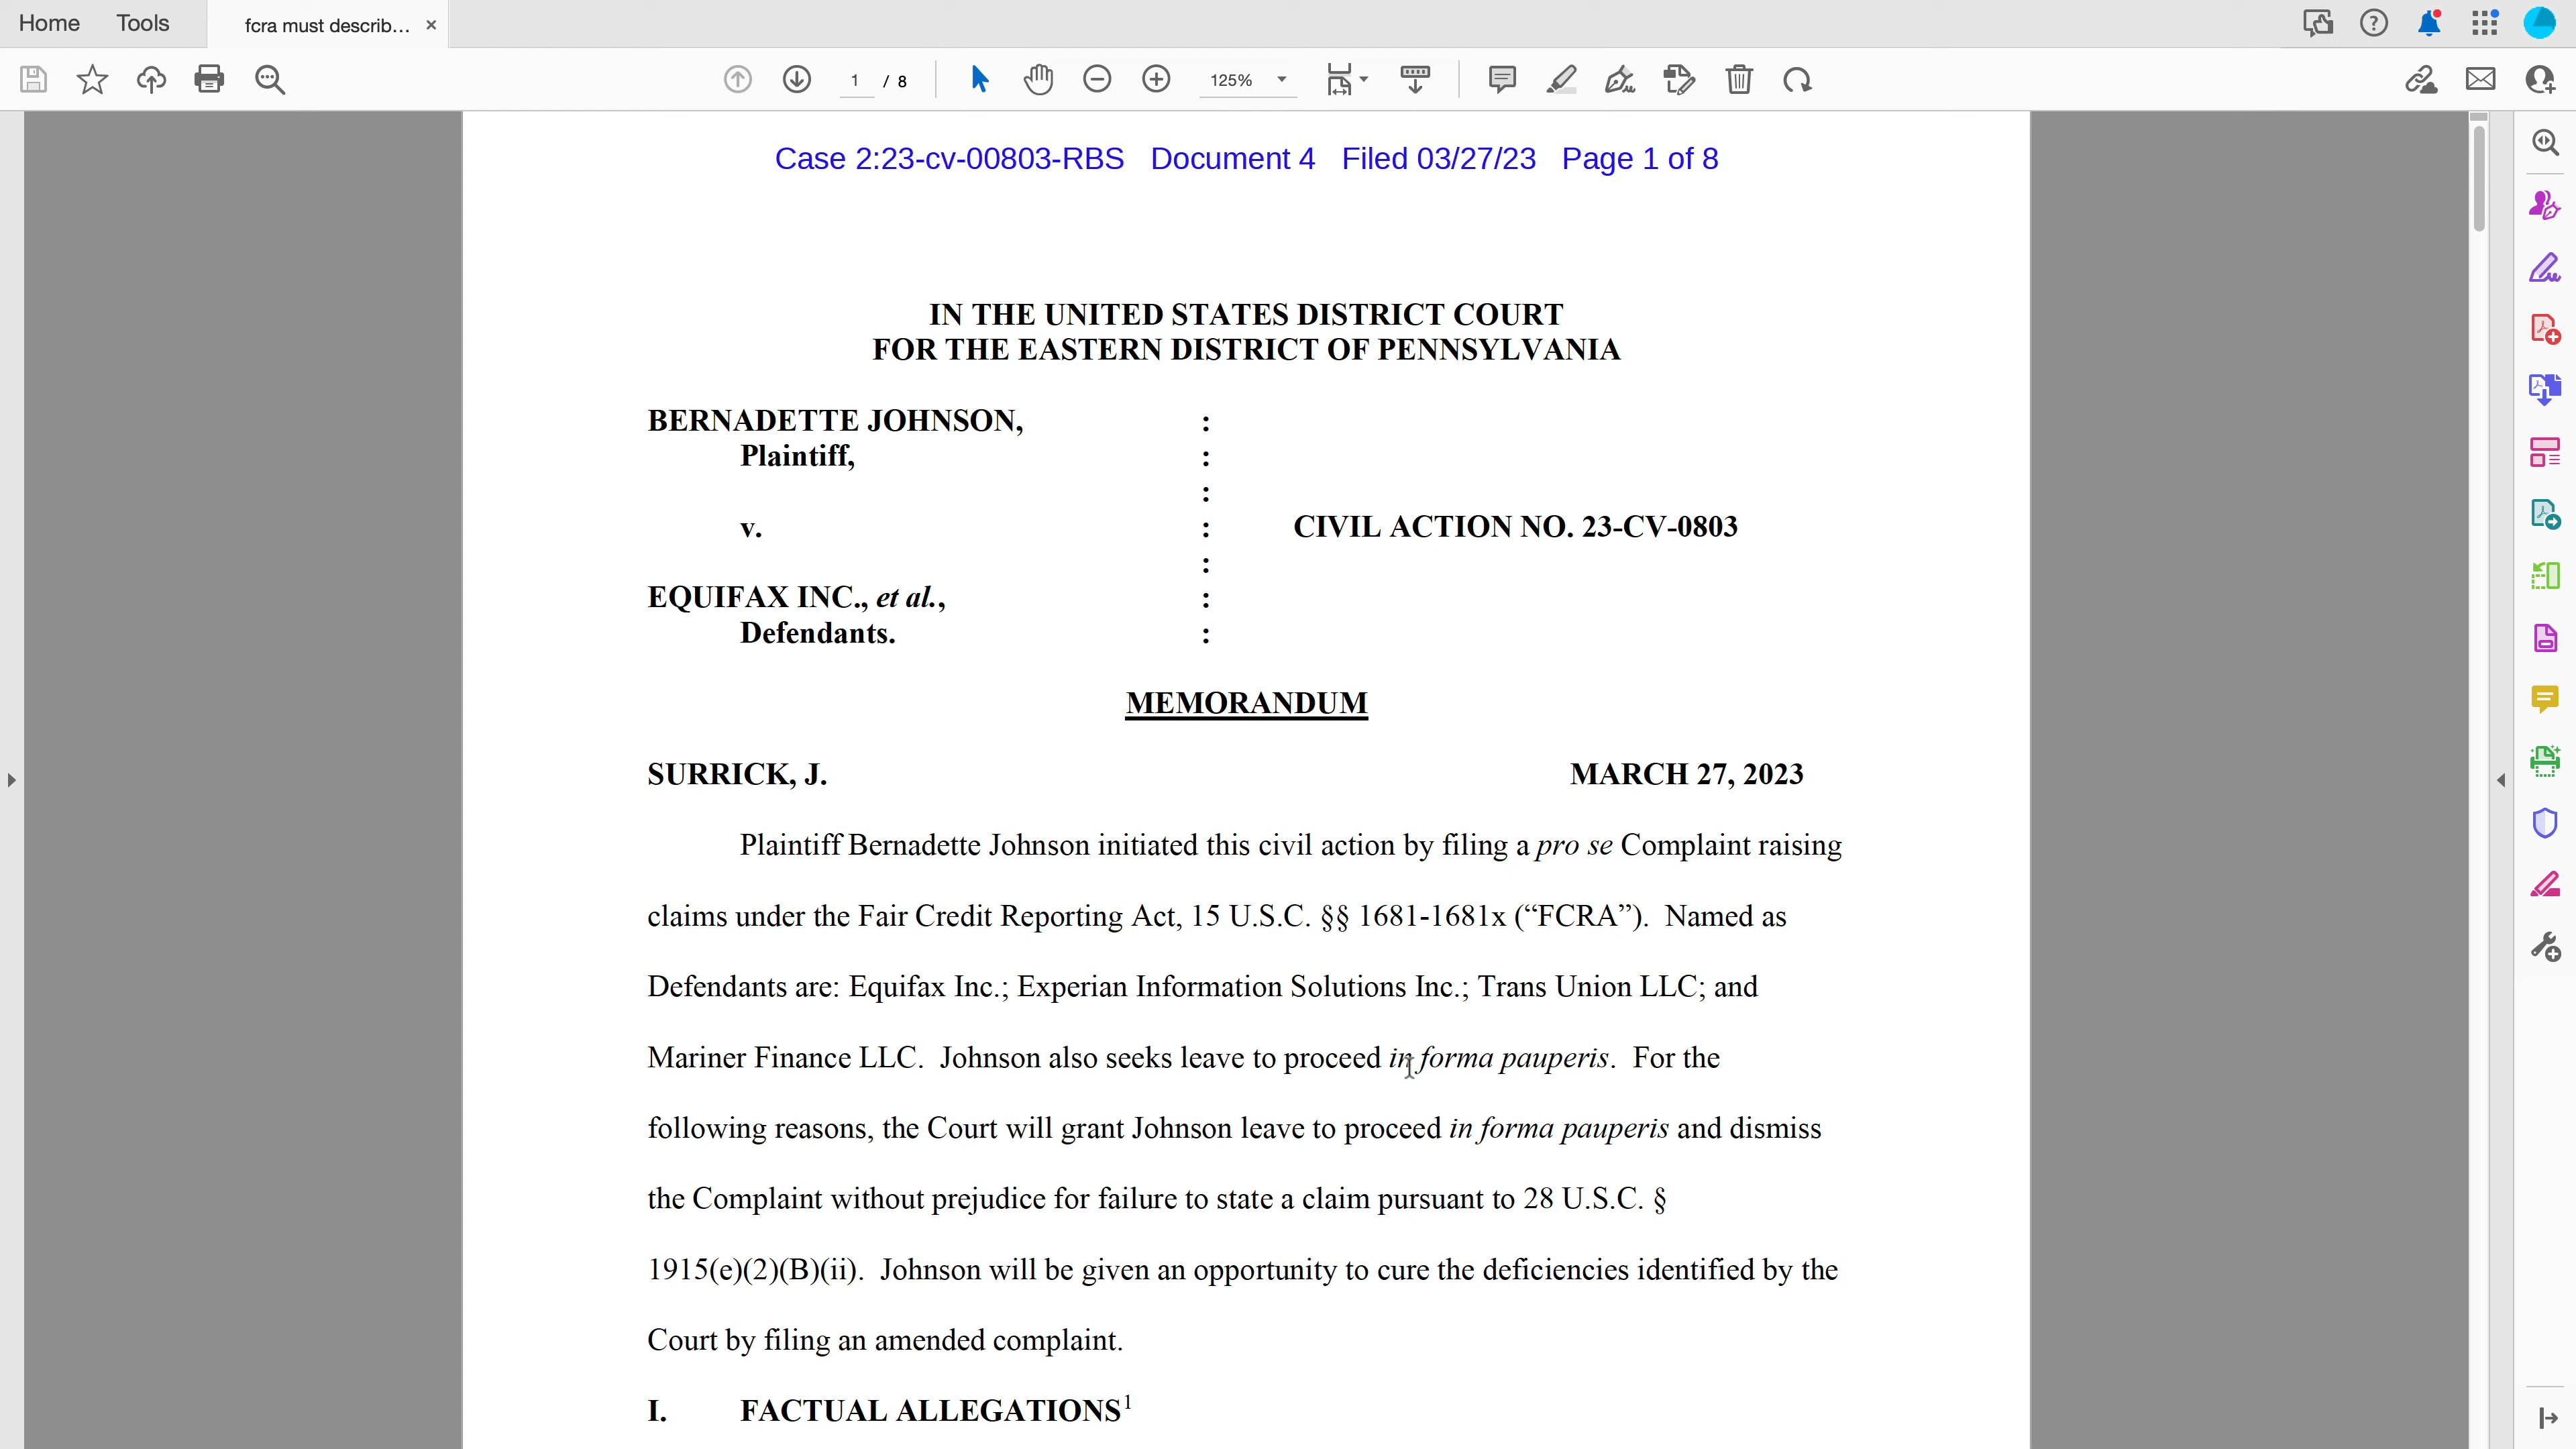 Home Tools fcra must describ... ×
1 / 8 125%
Case 2:23-cv-00803-RBS Document 4 Filed 03/27/23 Page 1 of 8
IN THE UNITED STATES DISTRICT COURT
FOR THE EASTERN DISTRICT OF PENNSYLVANIA
BERNADETTE JOHNSON, :
Plaintiff, :
:
v. : CIVIL ACTION NO. 23-CV-0803
:
EQUIFAX INC., et al., :
Defendants. :
MEMORANDUM
SURRICK, J. MARCH 27, 2023
Plaintiff Bernadette Johnson initiated this civil action by filing a pro se Complaint raising
claims under the Fair Credit Reporting Act, 15 U.S.C. §§ 1681-1681x (“FCRA”). Named as
Defendants are: Equifax Inc.; Experian Information Solutions Inc.; Trans Union LLC; and
Mariner Finance LLC. Johnson also seeks leave to proceed in forma pauperis. For the
following reasons, the Court will grant Johnson leave to proceed in forma pauperis and dismiss
the Complaint without prejudice for failure to state a claim pursuant to 28 U.S.C. §
1915(e)(2)(B)(ii). Johnson will be given an opportunity to cure the deficiencies identified by the
Court by filing an amended complaint.
I. FACTUAL ALLEGATIONS1